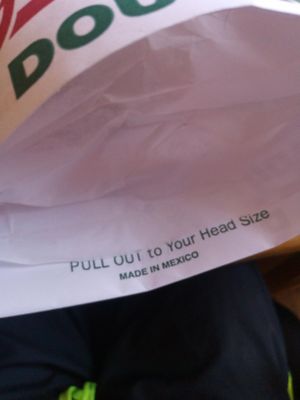 DOU
PULL OUT to Your Head Size
MADE IN MEXICO